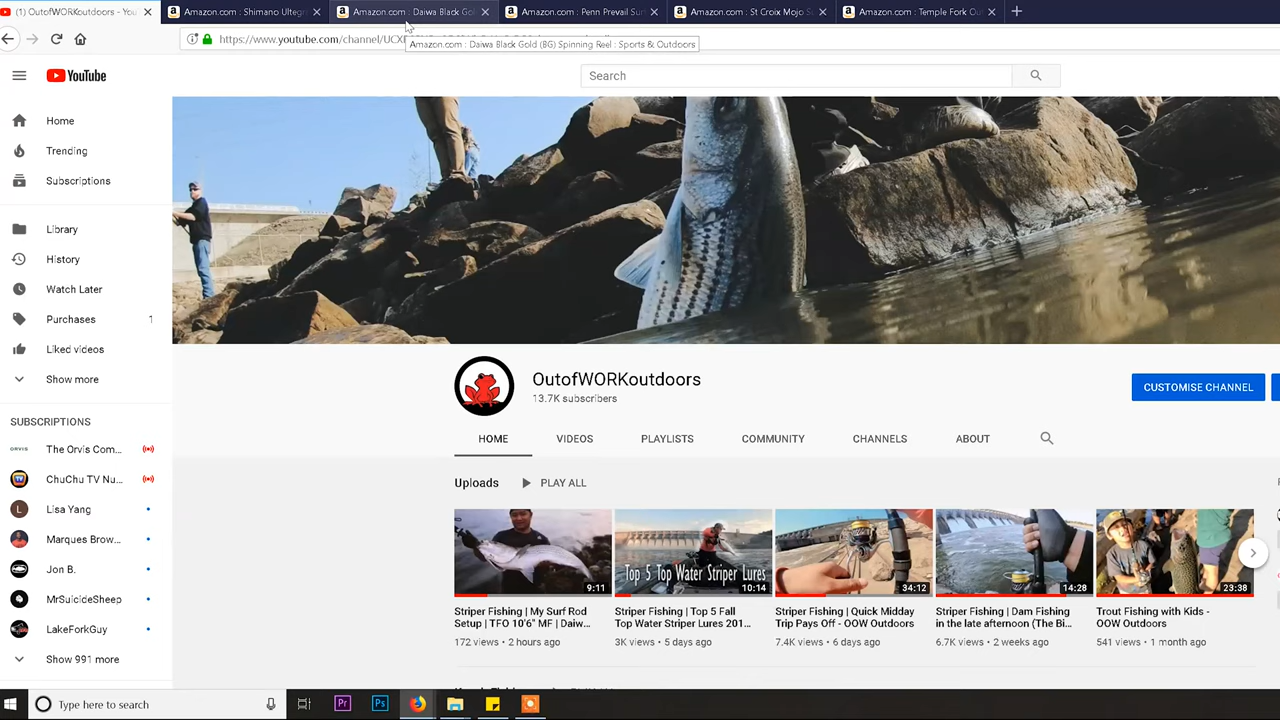 (1) OutofWORKoutdoors - You
Amazon.com : Shimano Ultegr
Amazon.com : Daiwa Black Go
Amazon.com : Penn Prevail Sur
Amazon.com : St Croix Mojo S
Amazon.com : Temple Fork Ou
https://www.youtube.com/channel/UCX
Amazon.com : Daiwa Black Gold (BG) Spinning Reel : Sports & Outdoors
YouTube
Search
Home
Trending
Subscriptions
Library
History
Watch Later
Purchases 1
Liked videos
Show more
SUBSCRIPTIONS
ORVIS The Orvis Com...
ChuChu TV Nu...
L Lisa Yang
Marques Brow...
Jon B.
MrSuicideSheep
LakeForkGuy
Show 991 more
OutofWORKoutdoors
13.7K subscribers
CUSTOMISE CHANNEL
HOME VIDEOS PLAYLISTS COMMUNITY CHANNELS ABOUT
Uploads PLAY ALL
9:11
Top 5 Top Water Striper Lures
10:14
34:12
14:28
23:38
Striper Fishing | My Surf Rod
Setup | TFO 10'6" MF | Daiw...
172 views • 2 hours ago
Striper Fishing | Top 5 Fall
Top Water Striper Lures 201...
3K views • 5 days ago
Striper Fishing | Quick Midday
Trip Pays Off - OOW Outdoors
7.4K views • 6 days ago
Striper Fishing | Dam Fishing
in the late afternoon (The Bi...
6.7K views • 2 weeks ago
Trout Fishing with Kids -
OOW Outdoors
541 views • 1 month ago
Type here to search
Pr
Ps